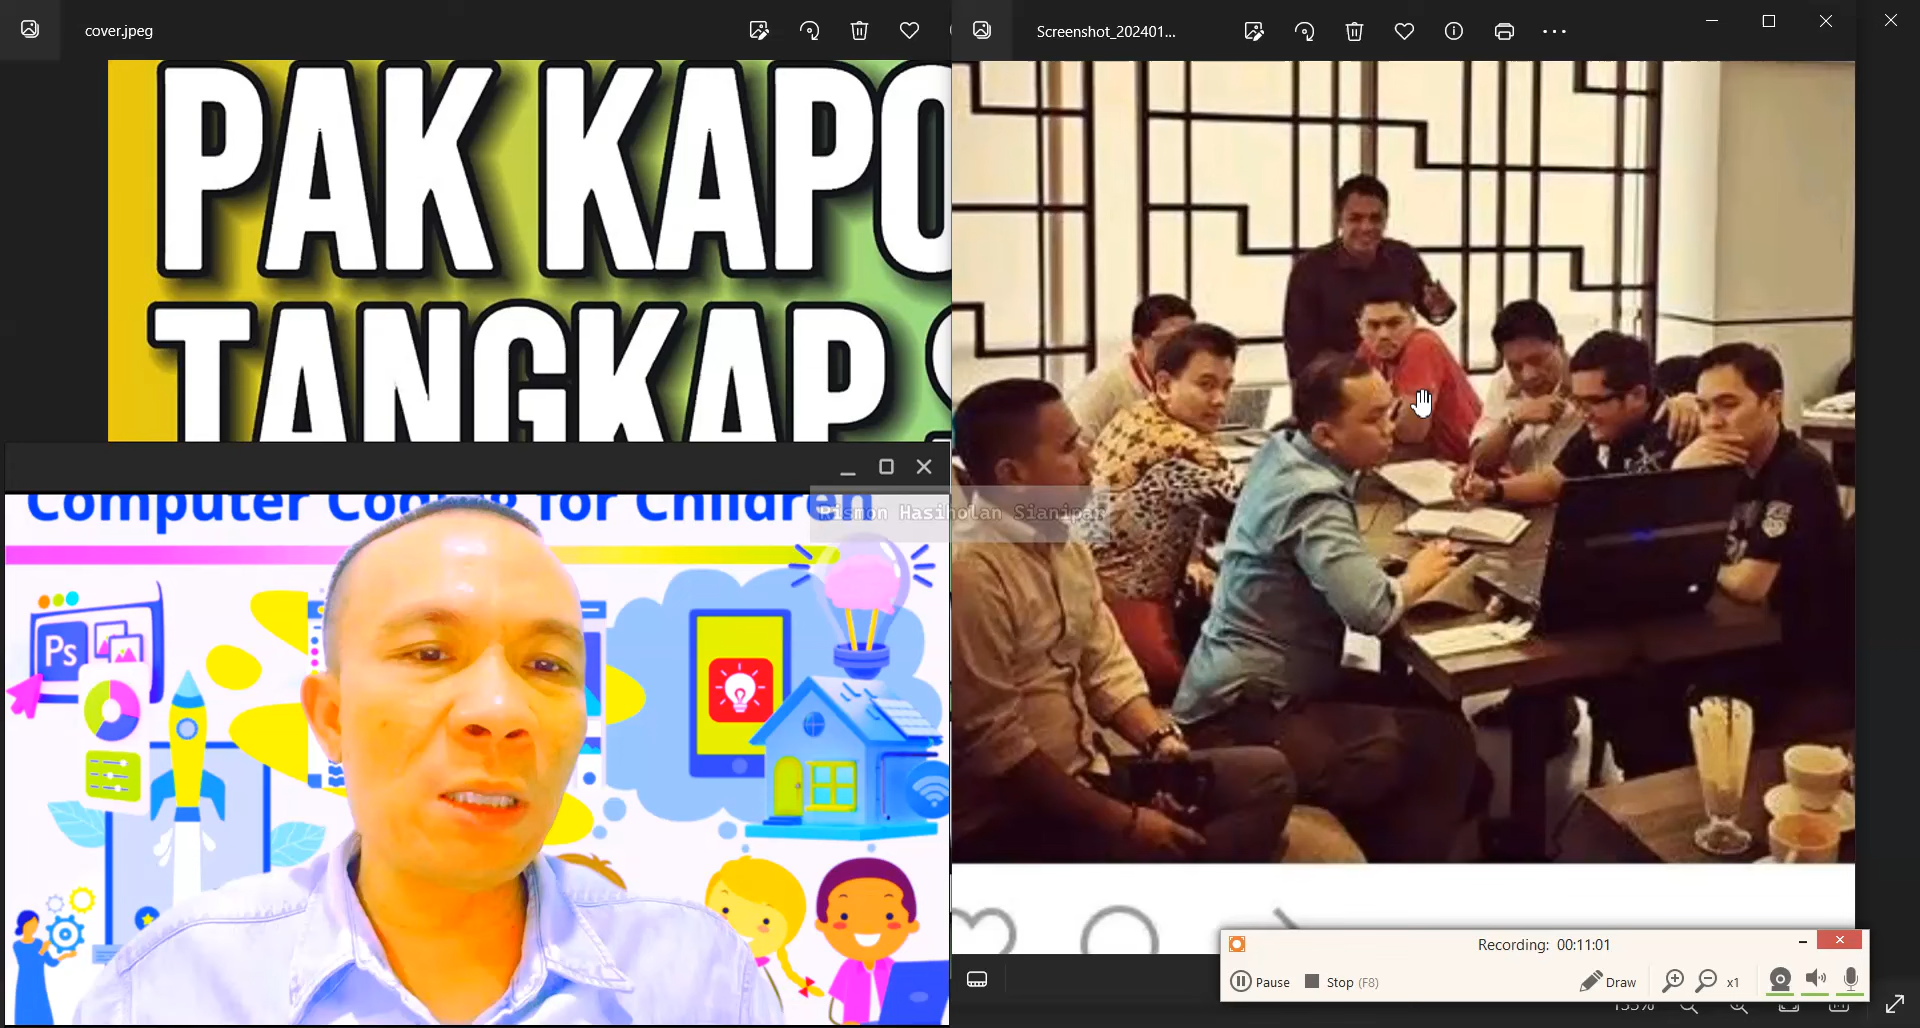 cover.jpeg
Screenshot_202401...
PAK KAPO
TANGKAP
Computer
for Children
Rismon Hasiholan Sianipar
Ps
Recording: 00:11:01
Pause
Stop (F8)
Draw
x1